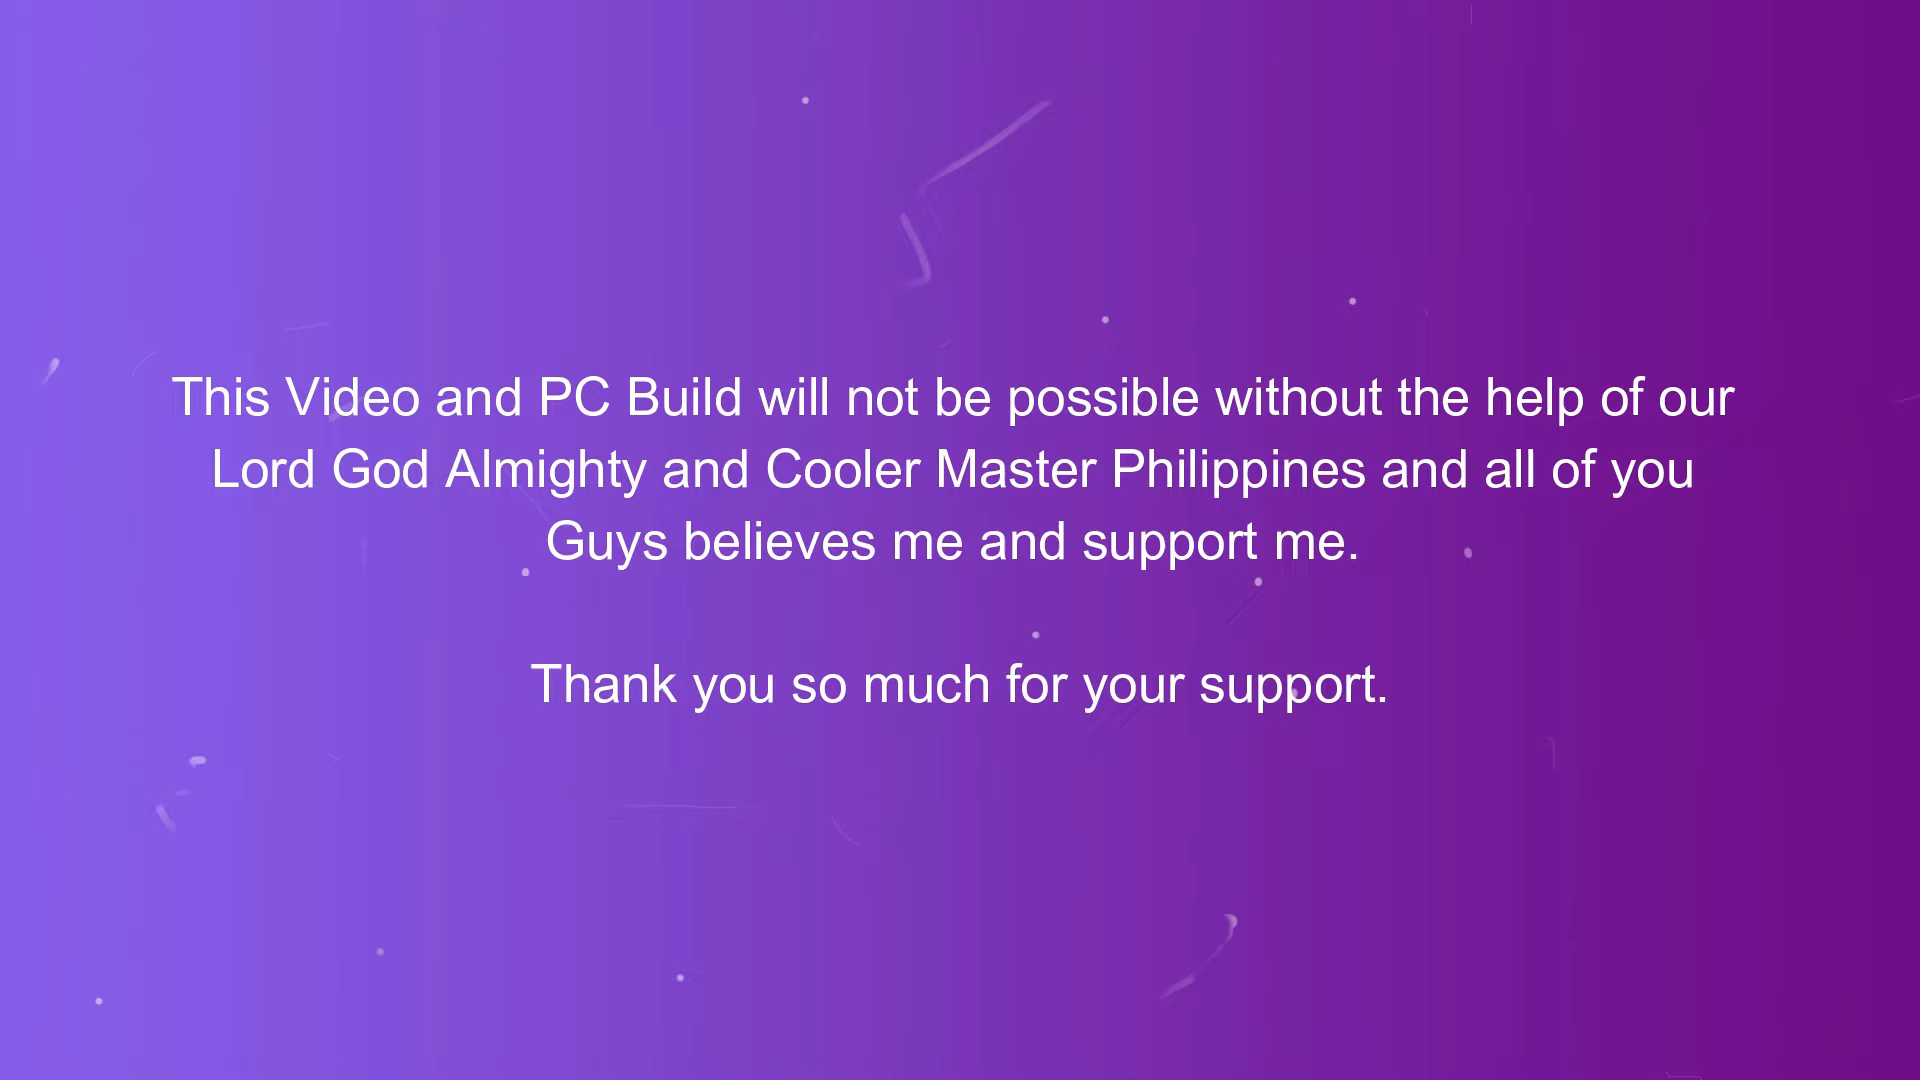 This Video and PC Build will not be possible without the help of our
Lord God Almighty and Cooler Master Philippines and all of you
Guys believes me and support me.
Thank you so much for your support.